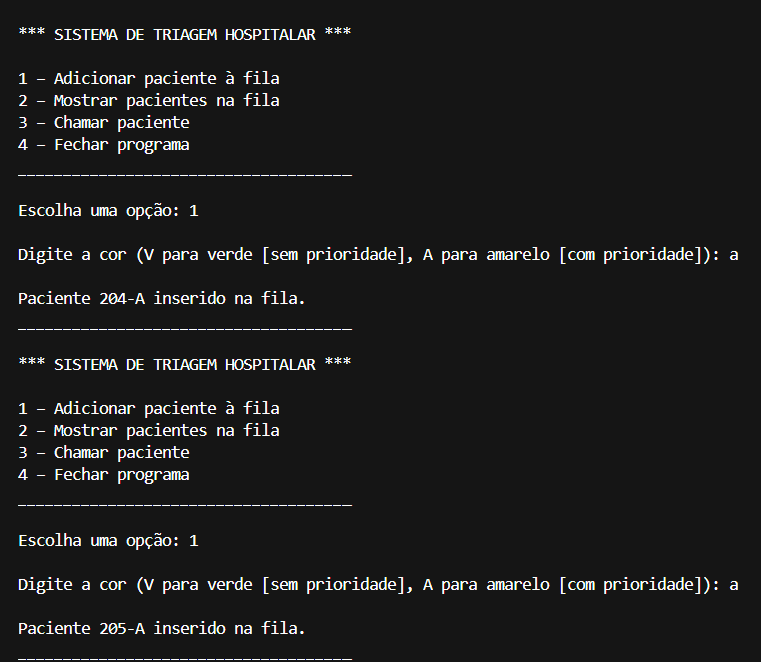 *** SISTEMA DE TRIAGEM HOSPITALAR ***
1 – Adicionar paciente à fila
2 – Mostrar pacientes na fila
3 – Chamar paciente
4 – Fechar programa
_____________________________________
Escolha uma opção: 1
Digite a cor (V para verde [sem prioridade], A para amarelo [com prioridade]): a
Paciente 204-A inserido na fila.
_____________________________________
*** SISTEMA DE TRIAGEM HOSPITALAR ***
1 – Adicionar paciente à fila
2 – Mostrar pacientes na fila
3 – Chamar paciente
4 – Fechar programa
_____________________________________
Escolha uma opção: 1
Digite a cor (V para verde [sem prioridade], A para amarelo [com prioridade]): a
Paciente 205-A inserido na fila.
_____________________________________